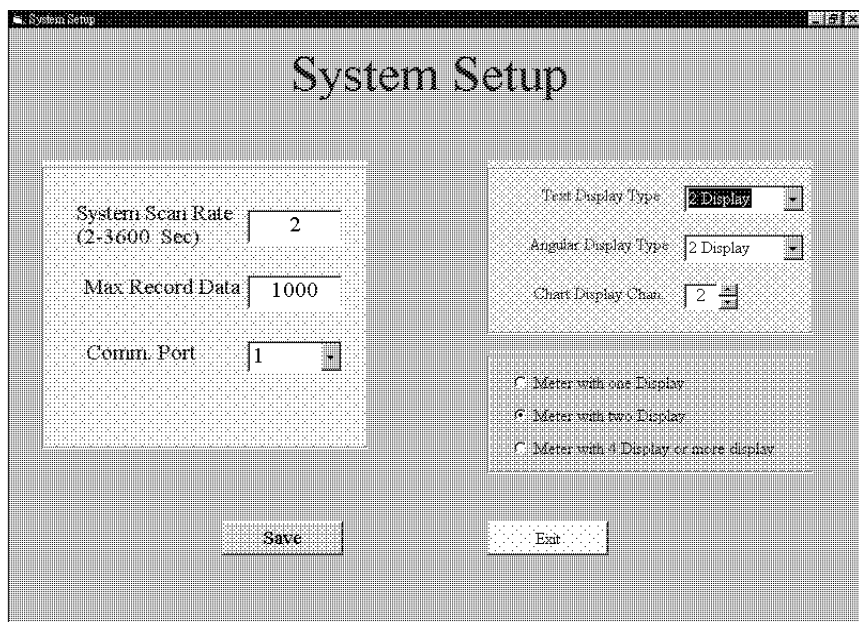 System Setup
System Setup
System Scan Rate
(2-3600 Sec)
2
Max Record Data
1000
Comm. Port
1
Text Display Type
2 Display
Angular Display Type
2 Display
Chart Display Chan.
2
Meter with one Display
Meter with two Display
Meter with 4 Display or more display
Save
Exit